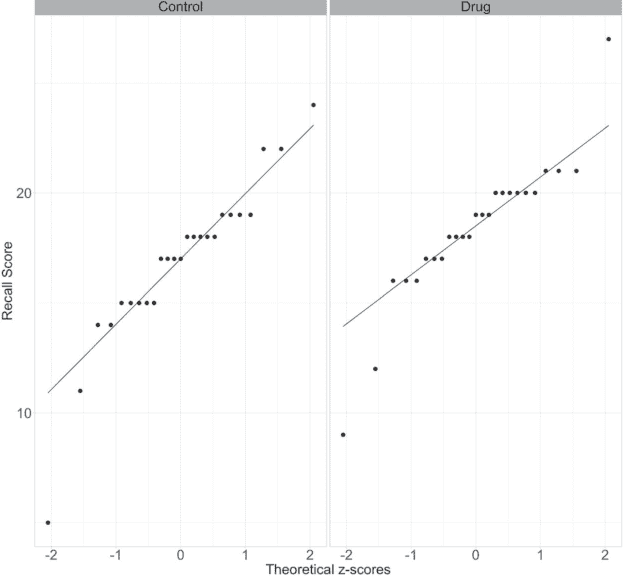 Control Drug
20
10
Recall Score
-2 -1 0 1 2 -2 -1 0 1 2
Theoretical z-scores